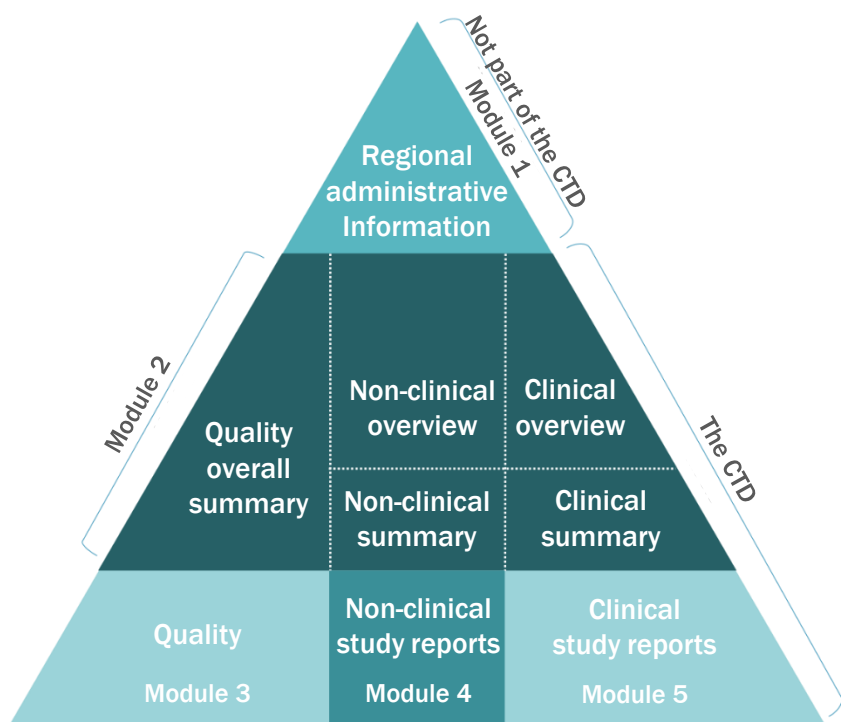 Not part of the CTD
Module 1
Regional
administrative
Information
Module 2
Quality
overall
summary
Non-clinical
overview
Clinical
overview
Non-clinical
summary
Clinical
summary
The CTD
Quality
Module 3
Non-clinical
study reports
Module 4
Clinical
study reports
Module 5